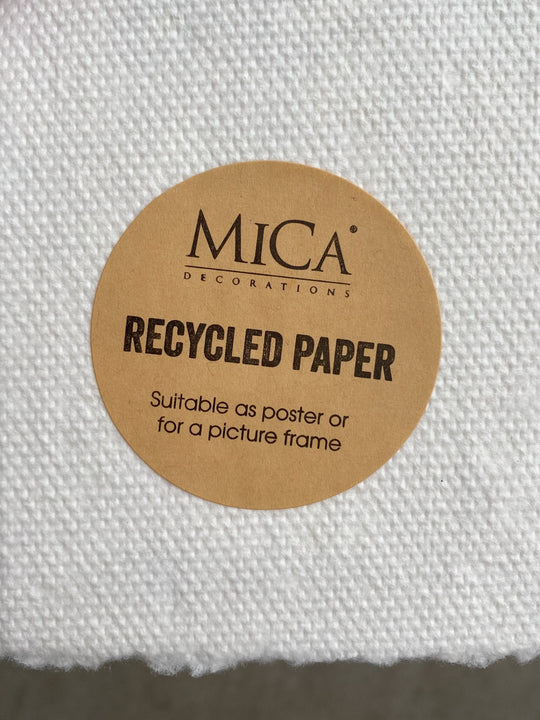 MiCA®
DECORATIONS
RECYCLED PAPER
Suitable as poster or
for a picture frame